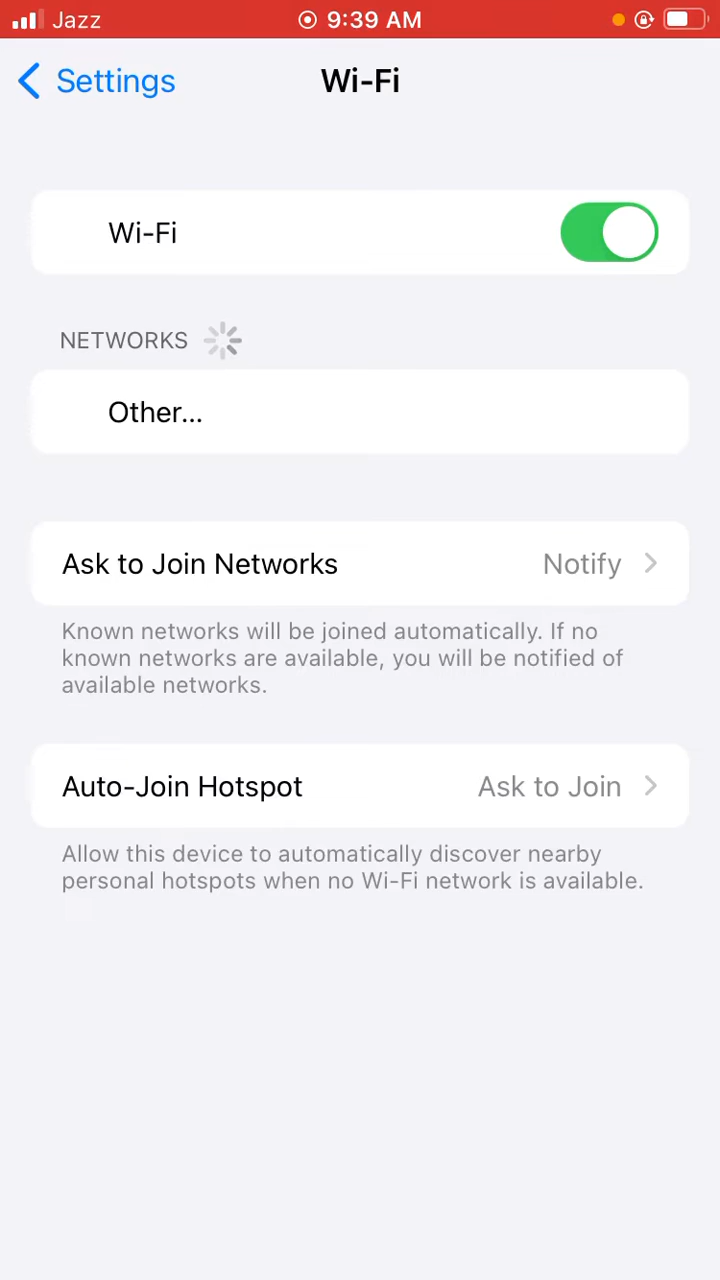 Jazz 9:39 AM
Settings Wi-Fi
Wi-Fi
NETWORKS
Other...
Ask to Join Networks Notify
Known networks will be joined automatically. If no
known networks are available, you will be notified of
available networks.
Auto-Join Hotspot Ask to Join
Allow this device to automatically discover nearby
personal hotspots when no Wi-Fi network is available.